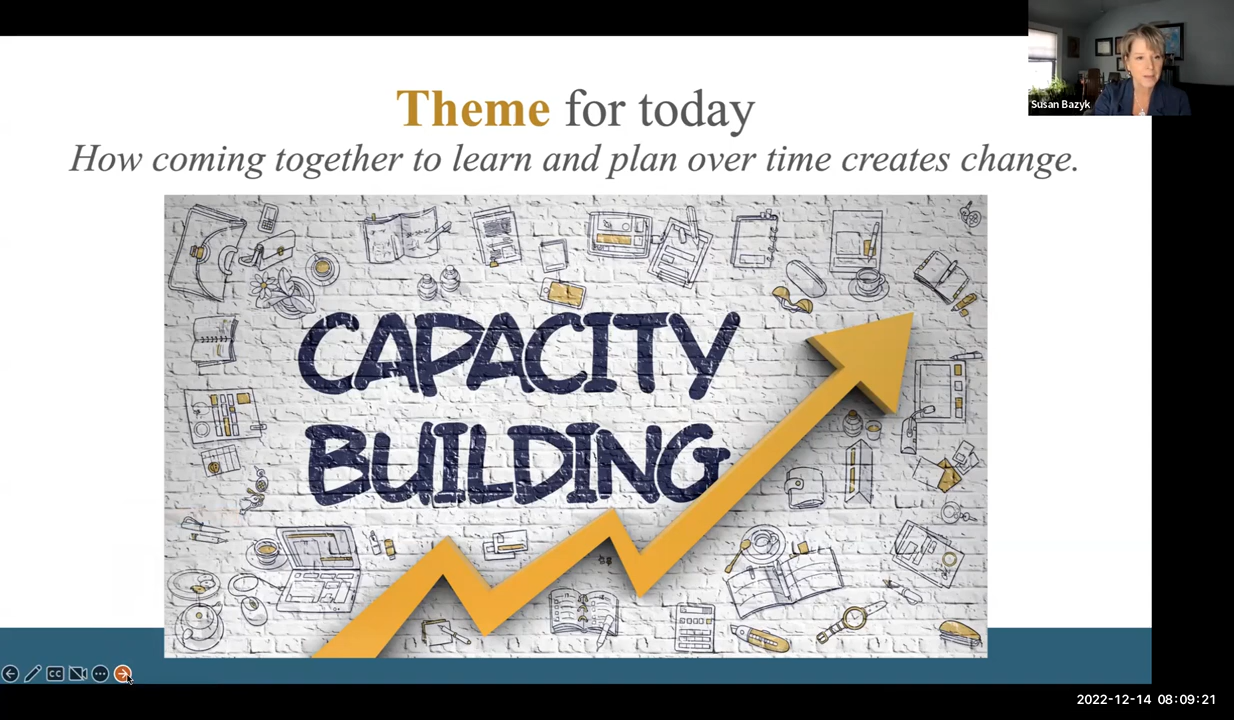 Theme for today
How coming together to learn and plan over time creates change.
Susan Bazyk
CAPACITY
BUILDING
CC
2022-12-14 08:09:21